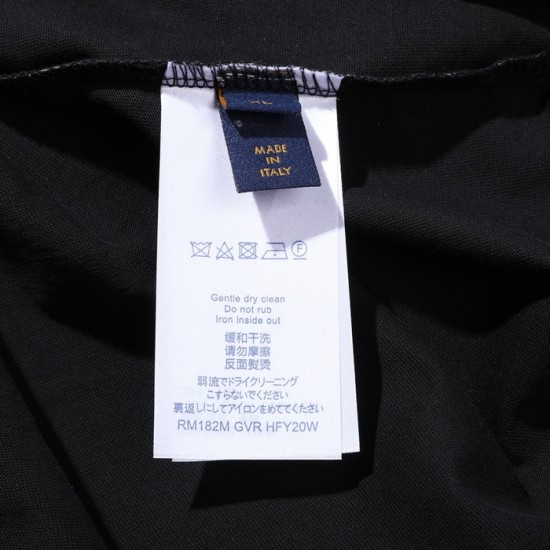 MADE
IN
ITALY
Gentle dry clean
Do not rub
Iron inside out
缓和干洗
请勿摩擦
反面熨烫
弱流でドライクリーニング
こすらないでください
裏返しにしてアイロンをめててください
RM182M GVR HFY20W